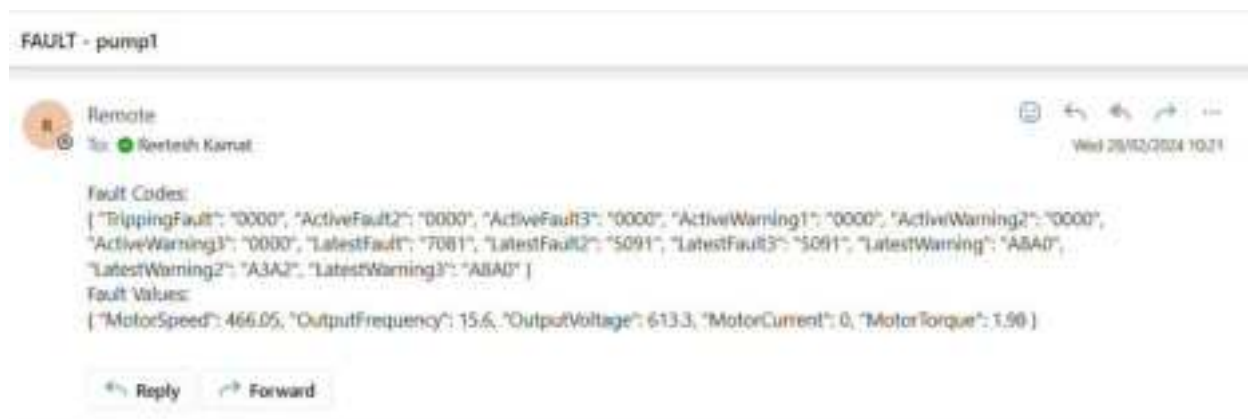 FAULT - pump1
R
Remote
To: Reetesh Kamat
Wed 28/02/2024 10:21
Fault Codes:
{ "TrippingFault": "0000", "ActiveFault2": "0000", "ActiveFault3": "0000", "ActiveWarning1": "0000", "ActiveWarning2": "0000",
"ActiveWarning3": "0000", "LatestFault": "7081", "LatestFault2": "5091", "LatestFault3": "5091", "LatestWarning": "A8A0",
"LatestWarning2": "A3A2", "LatestWarning3": "A8A0" }
Fault Values:
{ "MotorSpeed": 466.05, "OutputFrequency": 15.6, "OutputVoltage": 613.3, "MotorCurrent": 0, "MotorTorque": 1.98 }
Reply Forward